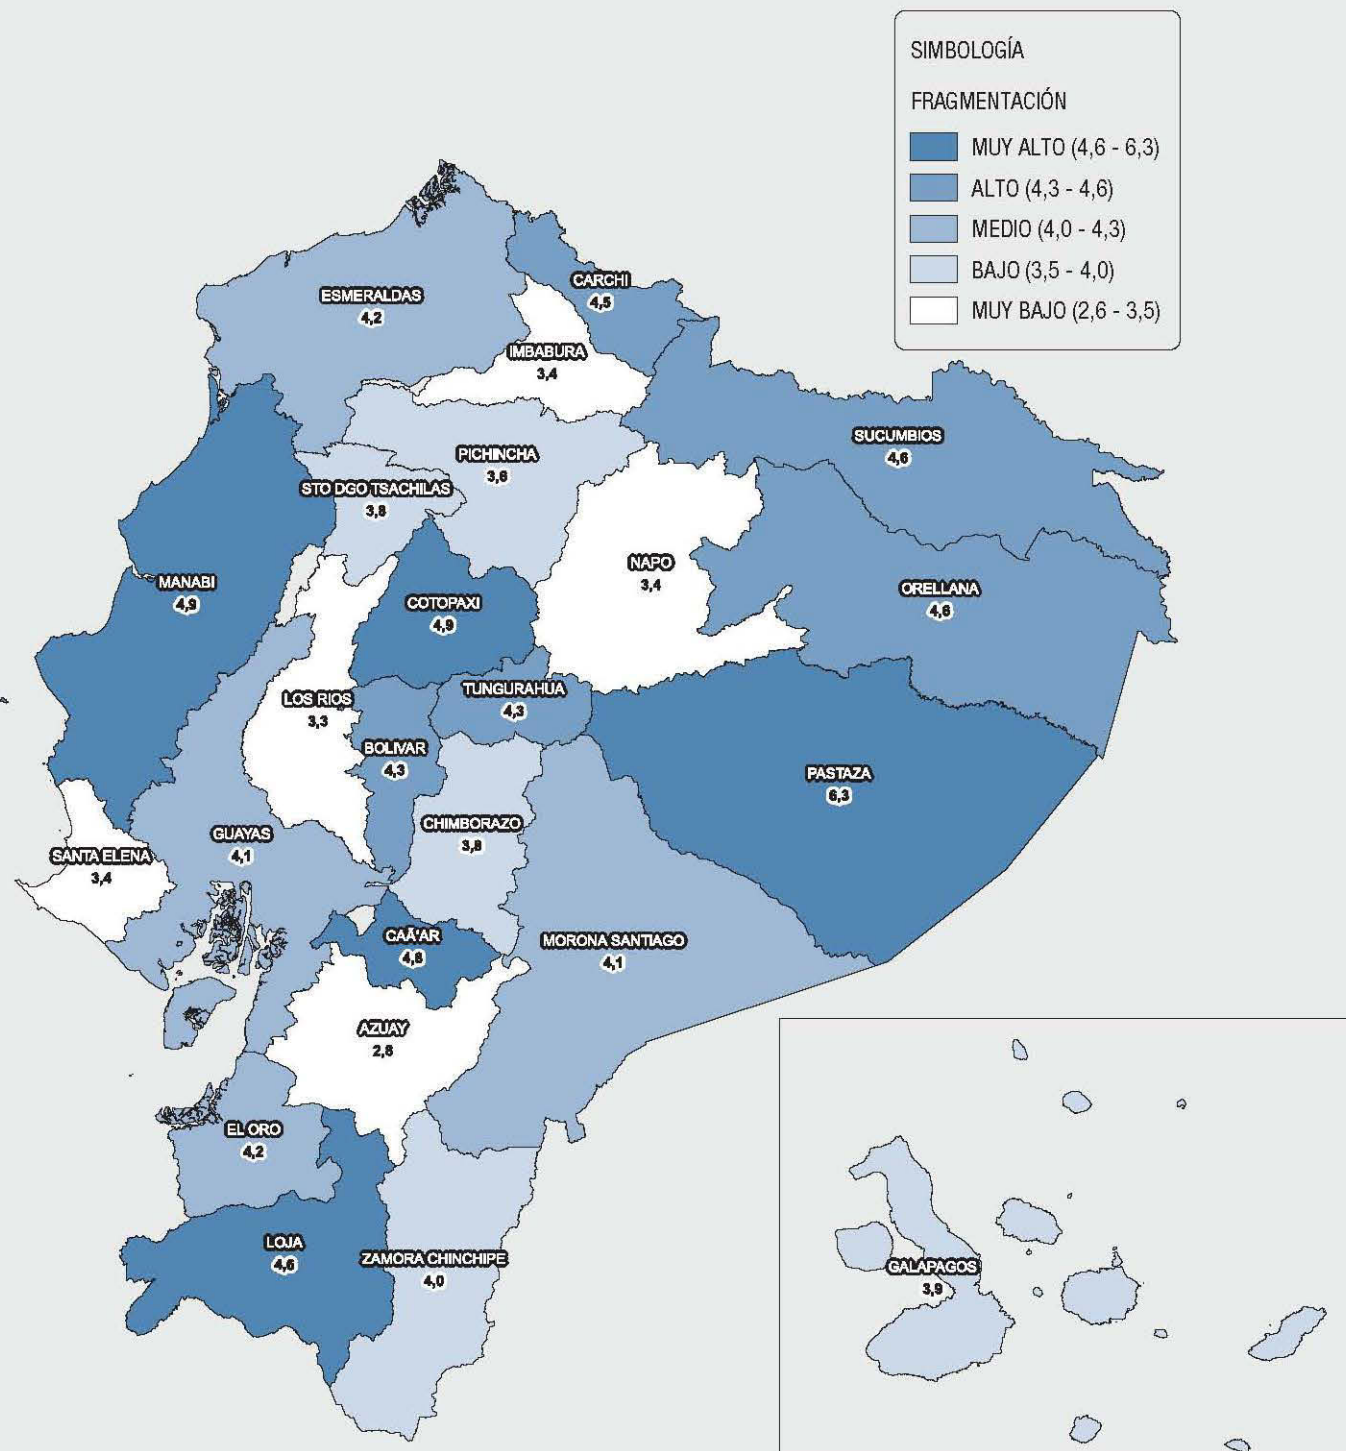 SIMBOLOGÍA
FRAGMENTACIÓN
MUY ALTO (4,6 - 6,3)
ALTO (4,3 - 4,6)
MEDIO (4,0 - 4,3)
BAJO (3,5 - 4,0)
MUY BAJO (2,6 - 3,5)
CARCHI
4,5
ESMERALDAS
4,2
IMBABURA
3,4
SUCUMBIOS
4,6
PICHINCHA
3,6
STO DGO TSACHILAS
3,8
NAPO
3,4
MANABI
4,9
ORELLANA
4,6
COTOPAXI
4,9
TUNGURAHUA
4,3
LOS RIOS
3,3
BOLIVAR
4,3
PASTAZA
6,3
CHIMBORAZO
3,8
GUAYAS
4,1
SANTA ELENA
3,4
CAÃ'AR
4,8
MORONA SANTIAGO
4,1
AZUAY
2,6
EL ORO
4,2
LOJA
4,6
ZAMORA CHINCHIPE
4,0
GALAPAGOS
3,9